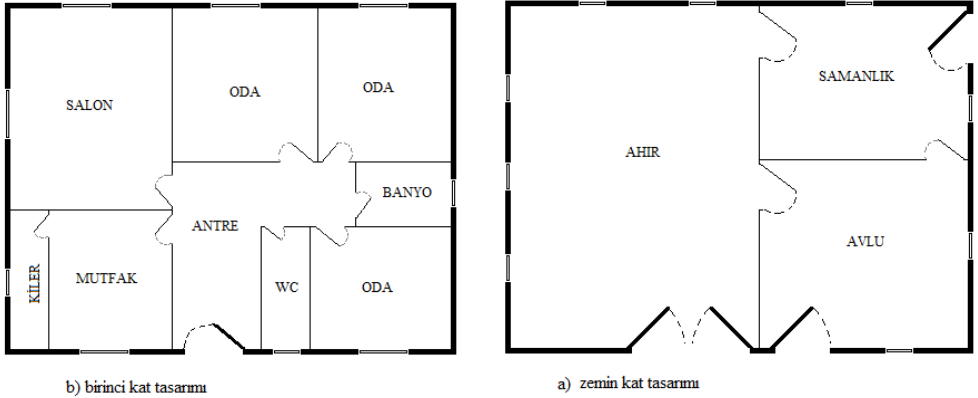 SALON
ODA
ODA
BANYO
ANTRE
KİLER
MUTFAK
WC
ODA
b) birinci kat tasarımı
SAMANLIK
AHIR
AVLU
a) zemin kat tasarımı